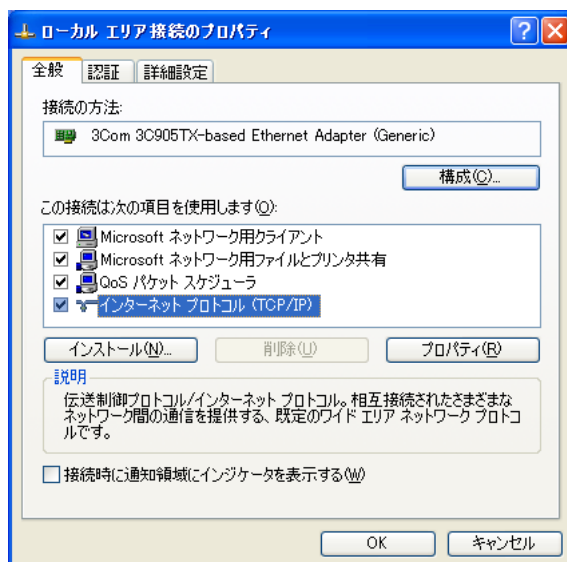 ローカル エリア接続のプロパティ
全般 認証 詳細設定
接続の方法:
3Com 3C905TX-based Ethernet Adapter (Generic)
構成(C)...
この接続は次の項目を使用します(O):
Microsoft ネットワーク用クライアント
Microsoft ネットワーク用ファイルとプリンタ共有
QoS パケット スケジューラ
インターネット プロトコル (TCP/IP)
インストール(N)... 削除(U) プロパティ(R)
説明
伝送制御プロトコル/インターネット プロトコル。相互接続されたさまざまな
ネットワーク間の通信を提供する、既定のワイド エリア ネットワーク プロトコ
ルです。
接続時に通知領域にインジケータを表示する(W)
OK キャンセル